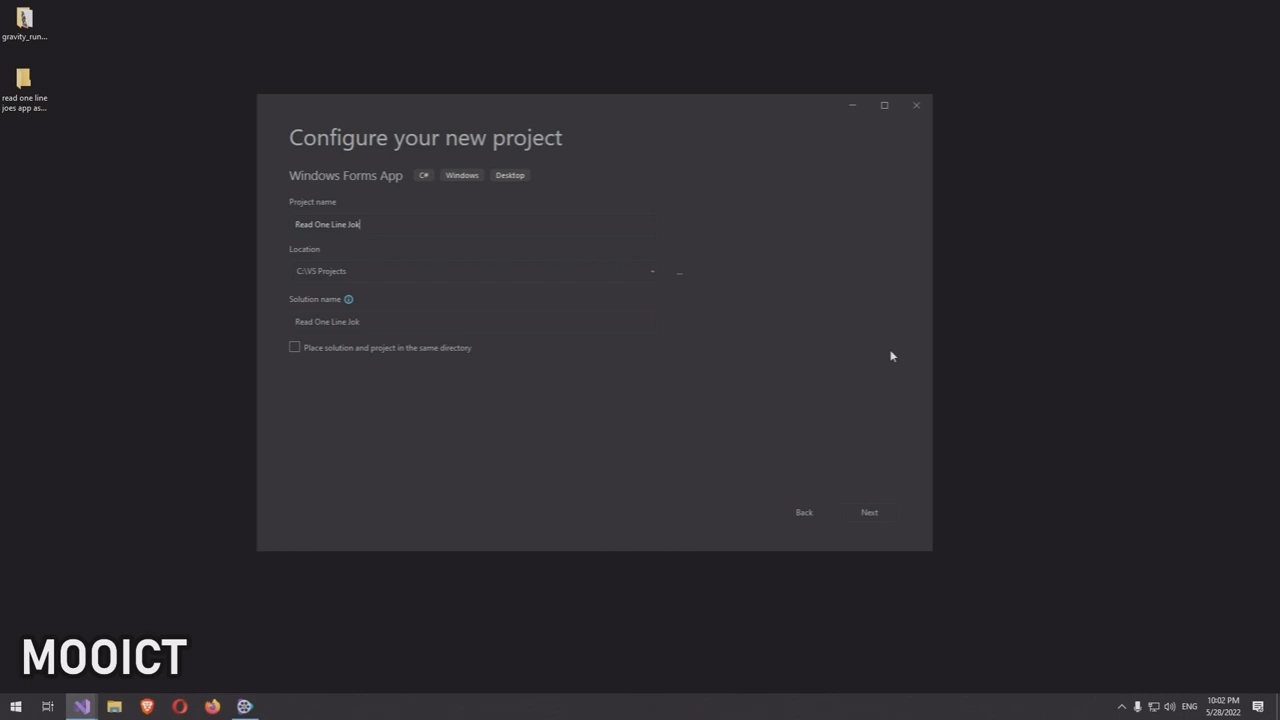 gravity_run...
read one line
joes app as...
Configure your new project
Windows Forms App C# Windows Desktop
Project name
Read One Line Jok
Location
C:\VS Projects
...
Solution name
Read One Line Jok
Place solution and project in the same directory
Back Next
MOOICT
ENG
10:02 PM
5/28/2022